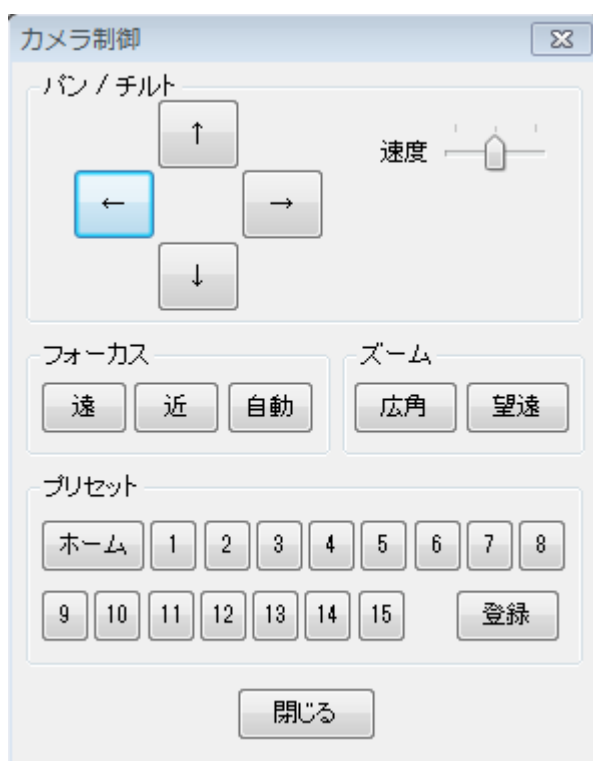 カメラ制御
パン / チルト
↑
速度
← →
↓
フォーカス
遠 近 自動
ズーム
広角 望遠
プリセット
ホーム 1 2 3 4 5 6 7 8
9 10 11 12 13 14 15 登録
閉じる